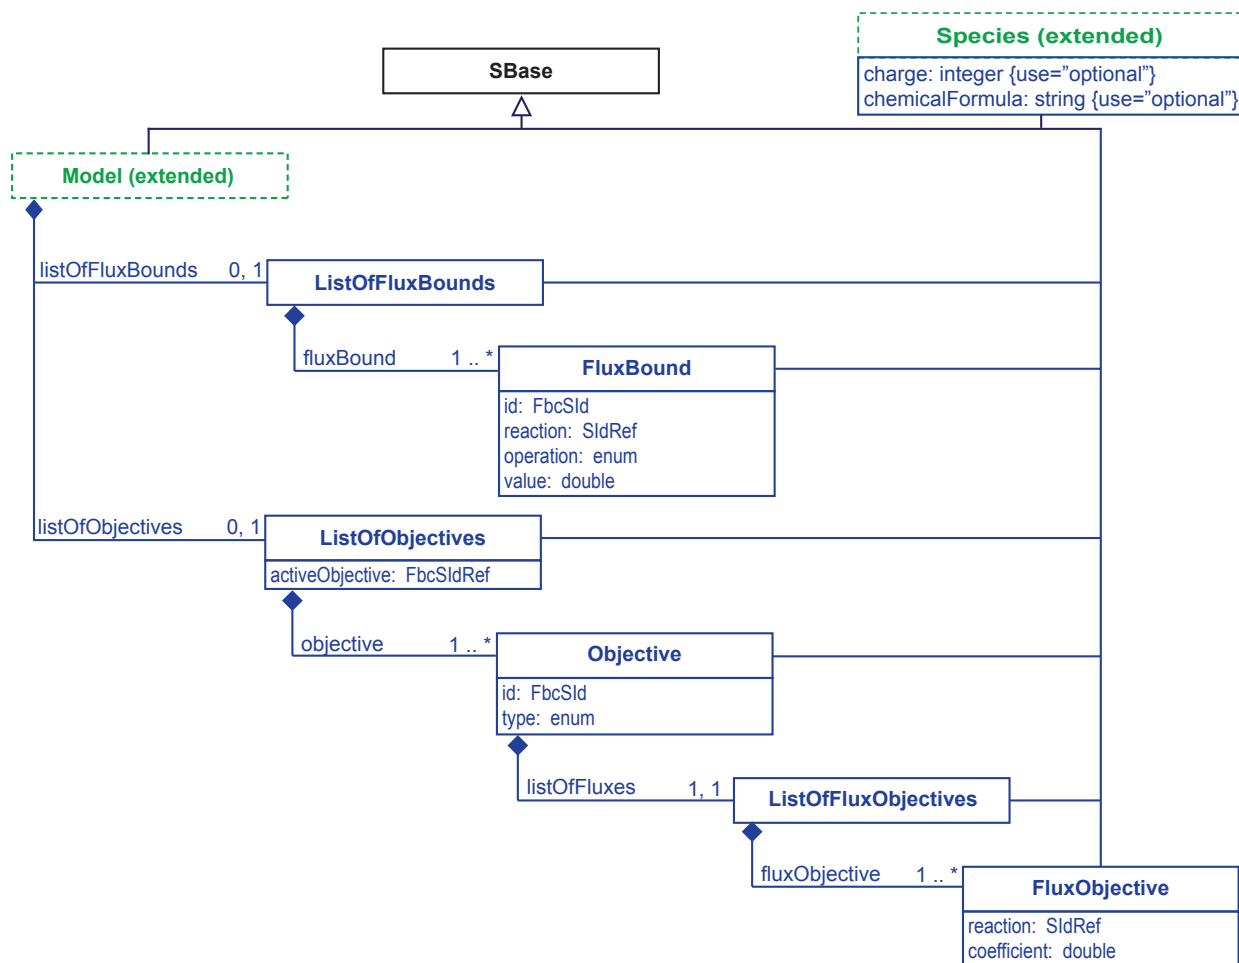 Species (extended)
SBase
charge: integer {use=”optional”}
chemicalFormula: string {use=”optional”}
Model (extended)
listOfFluxBounds 0, 1
ListOfFluxBounds
fluxBound 1 .. *
FluxBound
id: FbcSId
reaction: SIdRef
operation: enum
value: double
listOfObjectives 0, 1
ListOfObjectives
activeObjective: FbcSIdRef
objective 1 .. *
Objective
id: FbcSId
type: enum
listOfFluxes 1, 1
ListOfFluxObjectives
fluxObjective 1 .. *
FluxObjective
reaction: SIdRef
coefficient: double